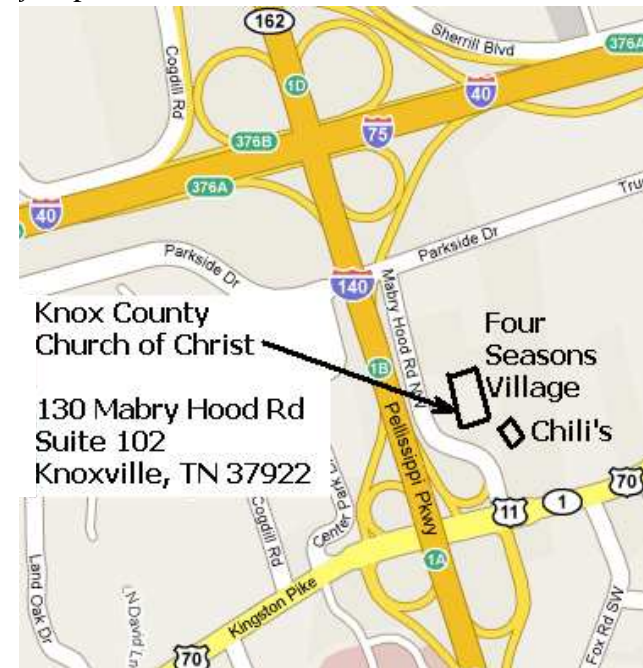 162
Sherrill Blvd
376A
Cogdill Rd
1D
40
376B
75
376A
40
Parkside Dr
Parkside Dr
140
Mabry Hood Rd NW
Knox County
Church of Christ
130 Mabry Hood Rd
Suite 102
Knoxville, TN 37922
Four
Seasons
Village
Chili's
1B
Pellissippi Pkwy
70
1
11
Center Park
Cogdill Rd
1A
Land Oak Dr
N David Ln
Kingston Pike
Fox Rd SW
70